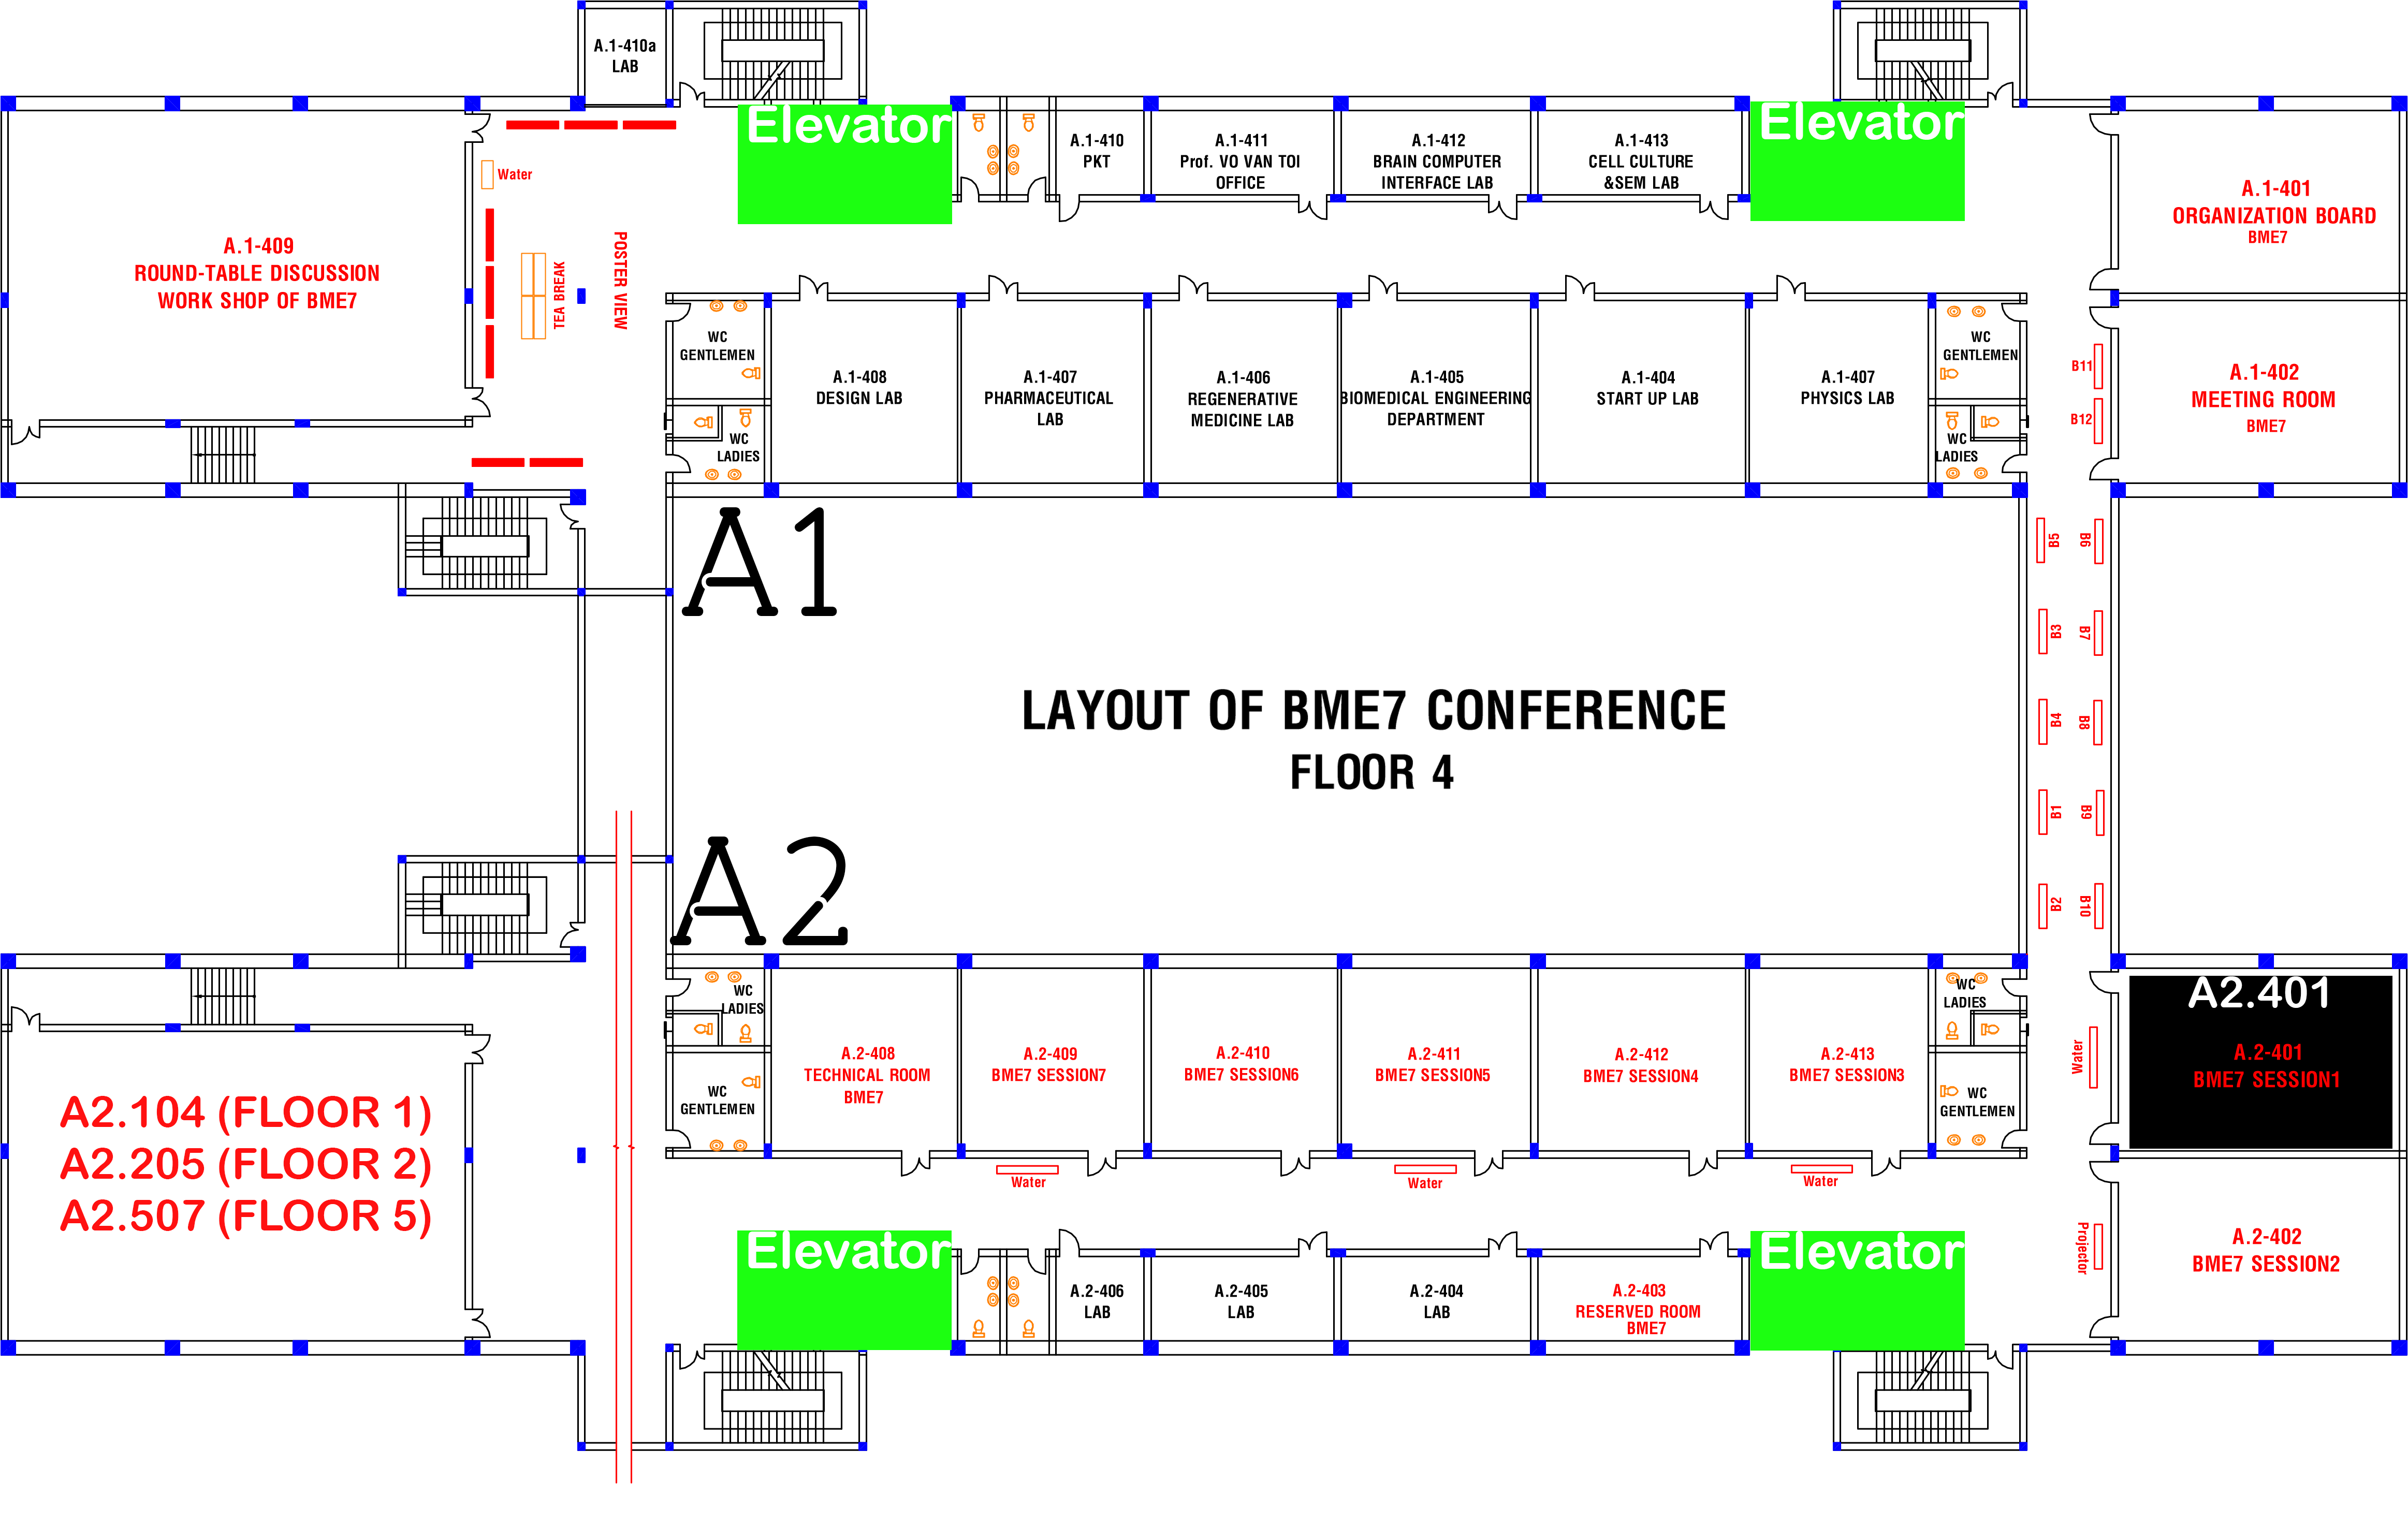 A.1-410a
LAB
Elevator
A.1-410
PKT
A.1-411
Prof. VO VAN TOI
OFFICE
A.1-412
BRAIN COMPUTER
INTERFACE LAB
A.1-413
CELL CULTURE
&SEM LAB
Elevator
A.1-401
ORGANIZATION BOARD
BME7
A.1-409
ROUND-TABLE DISCUSSION
WORK SHOP OF BME7
Water
TEA BREAK
POSTER VIEW
WC
GENTLEMEN
WC
LADIES
A.1-408
DESIGN LAB
A.1-407
PHARMACEUTICAL
LAB
A.1-406
REGENERATIVE
MEDICINE LAB
A.1-405
BIOMEDICAL ENGINEERING
DEPARTMENT
A.1-404
START UP LAB
A.1-407
PHYSICS LAB
WC
GENTLEMEN
WC
LADIES
B11
B12
A.1-402
MEETING ROOM
BME7
A1
B5
B6
B3
B7
B4
B8
B1
B9
B2
B10
LAYOUT OF BME7 CONFERENCE
FLOOR 4
A2
WC
LADIES
WC
GENTLEMEN
A.2-408
TECHNICAL ROOM
BME7
A.2-409
BME7 SESSION7
A.2-410
BME7 SESSION6
A.2-411
BME7 SESSION5
A.2-412
BME7 SESSION4
A.2-413
BME7 SESSION3
WC
LADIES
WC
GENTLEMEN
Water
A2.401
A.2-401
BME7 SESSION1
A2.104 (FLOOR 1)
A2.205 (FLOOR 2)
A2.507 (FLOOR 5)
Water
Water
Water
Elevator
A.2-406
LAB
A.2-405
LAB
A.2-404
LAB
A.2-403
RESERVED ROOM
BME7
Elevator
Projector
A.2-402
BME7 SESSION2